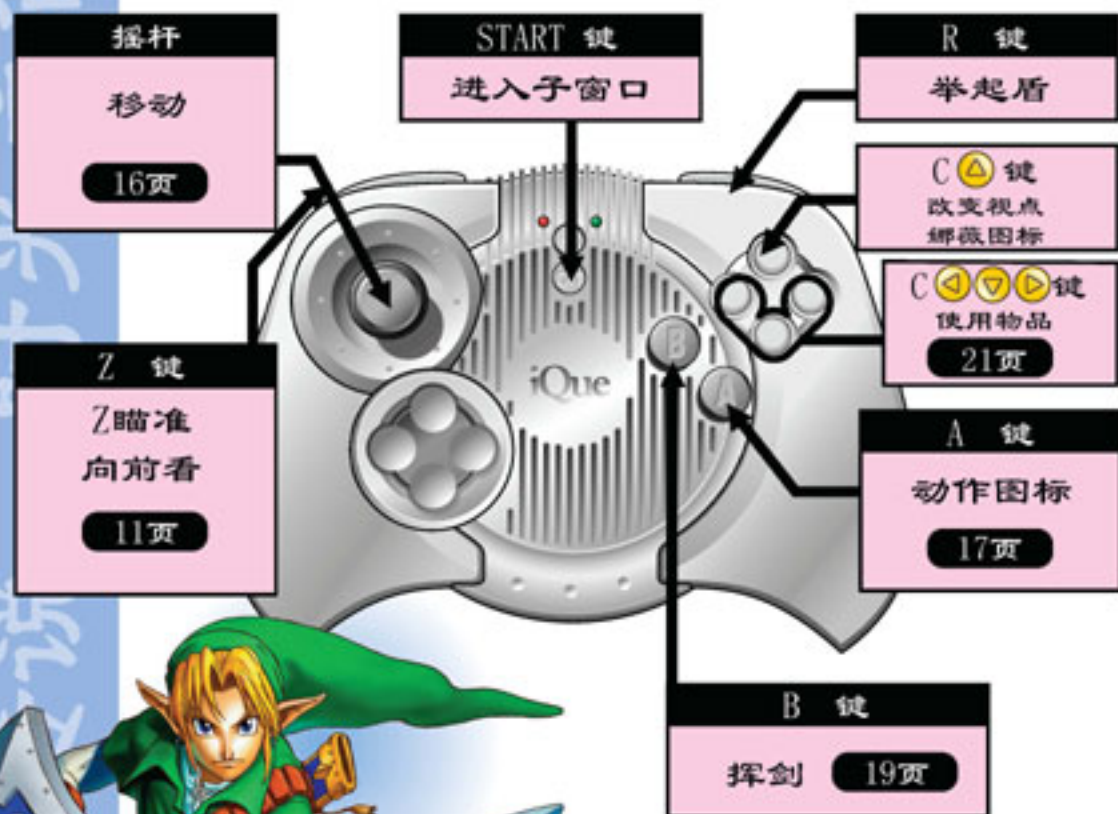 摇杆
移动
16页
START 键
进入子窗口
R 键
举起盾
C 键
改变视点
娜薇图标
C 键
使用物品
21页
Z 键
Z瞄准
向前看
11页
iQue
B
A
A 键
动作图标
17页
B 键
挥剑 19页